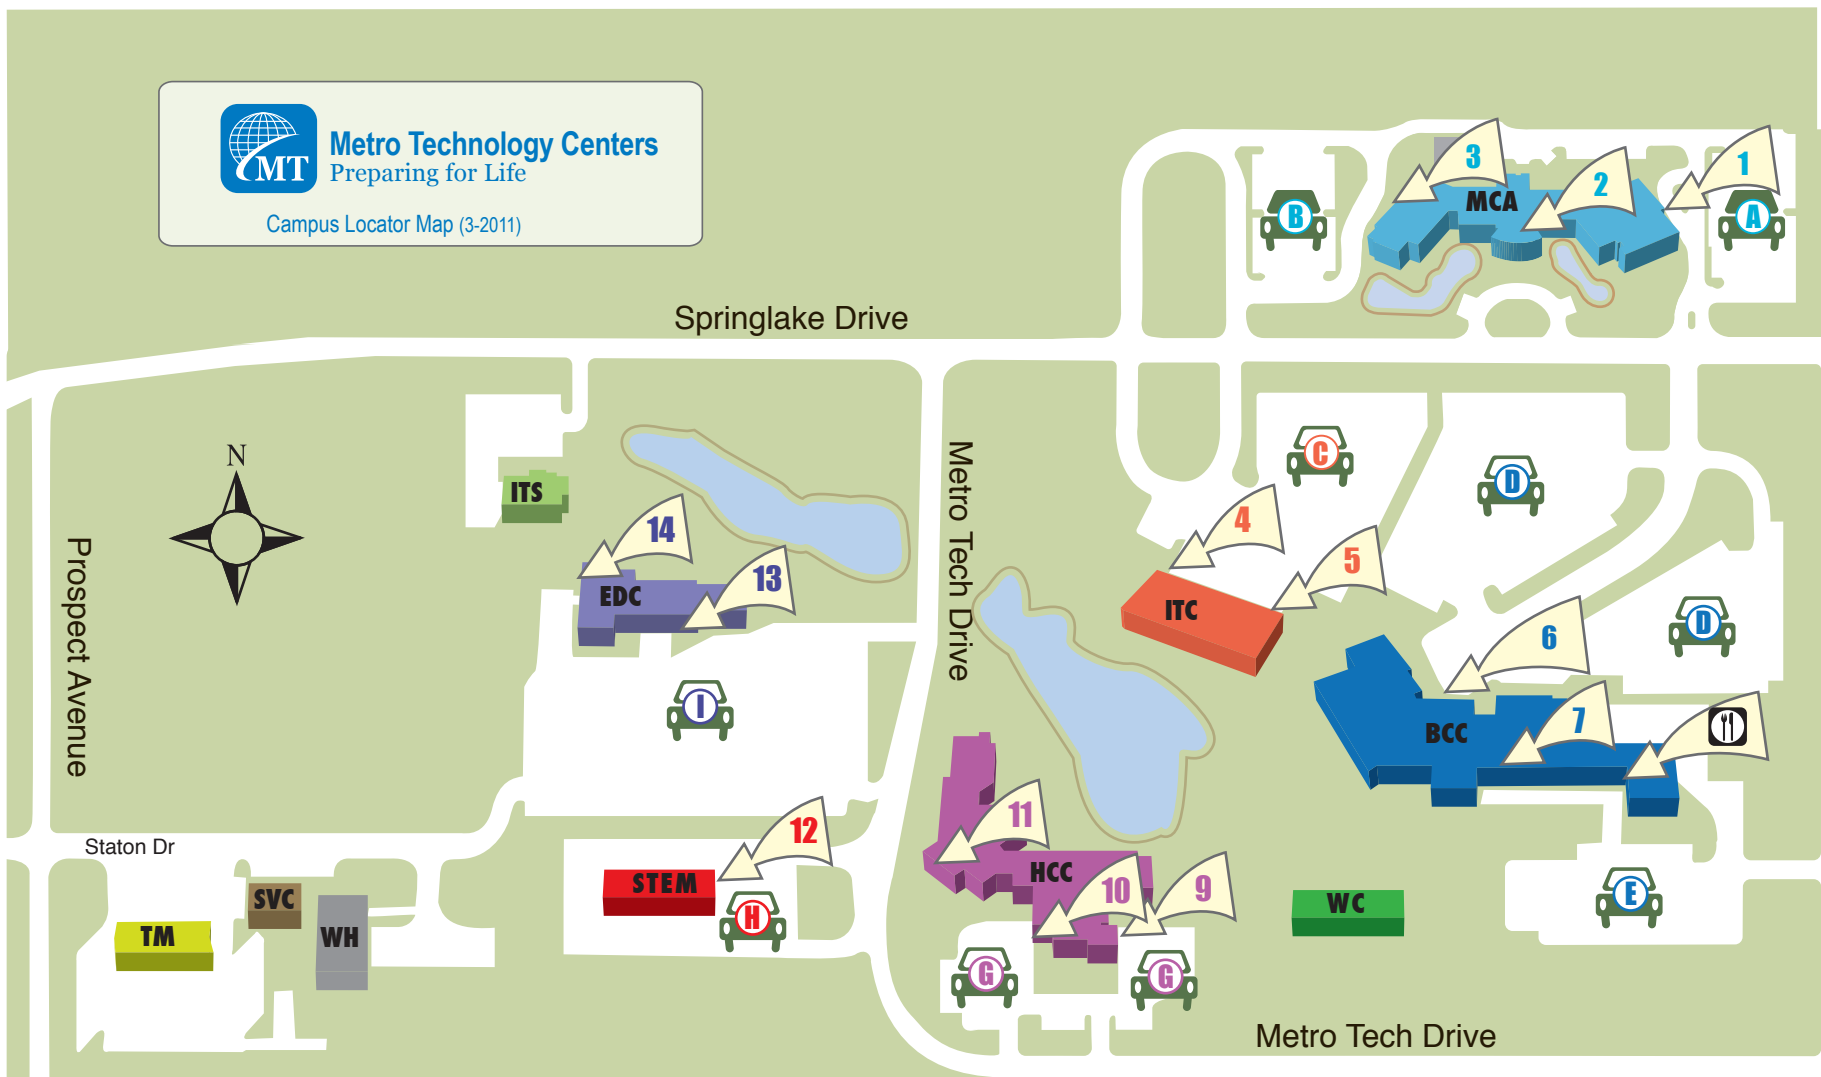 MT
Metro Technology Centers
Preparing for Life
Campus Locator Map (3-2011)
3
2
1
MCA
B
A
Springlake Drive
N
Prospect Avenue
Metro Tech Drive
ITS
14
13
EDC
I
C
D
4
5
ITC
D
6
7
BCC
Staton Dr
12
STEM
H
11
HCC
10
9
G
G
WC
E
SVC
TM
WH
Metro Tech Drive